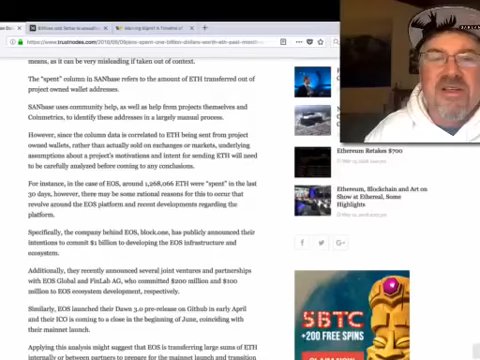 https://www.trustnodes.com/2018/05/29/eos-spent-one-billion-dollars-worth-eth-past-month
means, as it can be very misleading if taken out of context.
The "spent" column in SANbase refers to the amount of ETH transferred out of
project owned wallet addresses.
SANbase uses community help, as well as help from projects themselves and
Coinmetrics, to identify these addresses in a largely manual process.
However, since the column data is correlated to ETH being sent from project
owned wallets, rather than actually sold on exchanges or markets, underlying
assumptions about a project's motivations and intent for sending ETH will need
to be carefully analyzed before coming to any conclusions.
For instance, in the case of EOS, around 1,268,066 ETH were "spent" in the last
30 days, however, there may be some rational reasons for this to occur that
revolve around the EOS platform and recent developments regarding the
platform.
Specifically, the company behind EOS, block.one, has publicly announced their
intentions to commit $1 billion to developing the EOS infrastructure and
ecosystem.
Additionally, they recently announced several joint ventures and partnerships
with EOS Global and FinLab AG, who committed $200 million and $100
million to EOS ecosystem development, respectively.
Similarly, EOS launched their Dawn 3.0 pre-release on Github in early April
and their ICO is coming to a close in the beginning of June, coinciding with
their mainnet launch.
Applying this analysis might suggest that EOS is transferring large sums of ETH
internally or between partners to prepare for the mainnet launch and transition
Ethereum Retakes $700
Ethereum, Blockchain and Art on
Show at Ethereal, Some
Highlights
f
G+
5BTC
+200 FREE SPINS